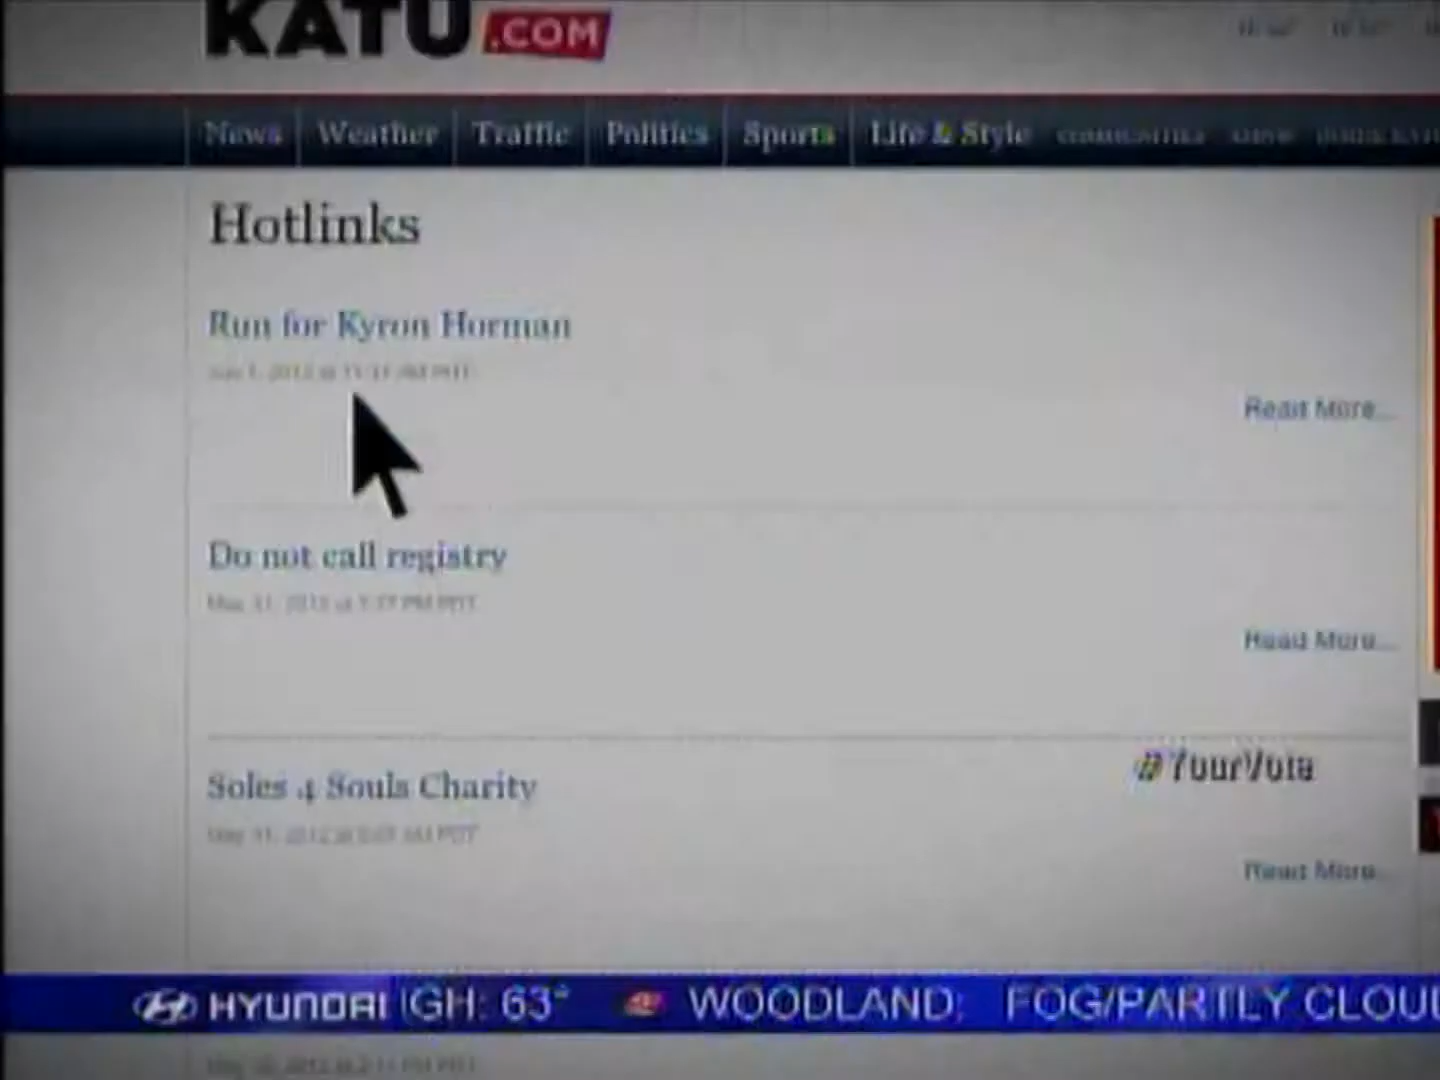 KATU.COM
News Weather Traffic Politics Sports Life & Style
Hotlinks
Run for Kyron Horman
Read More...
Do not call registry
Read More...
#YourVote
Soles 4 Souls Charity
Read More...
HYUNDAI IGH: 63° WOODLAND: FOG/PARTLY CLOU